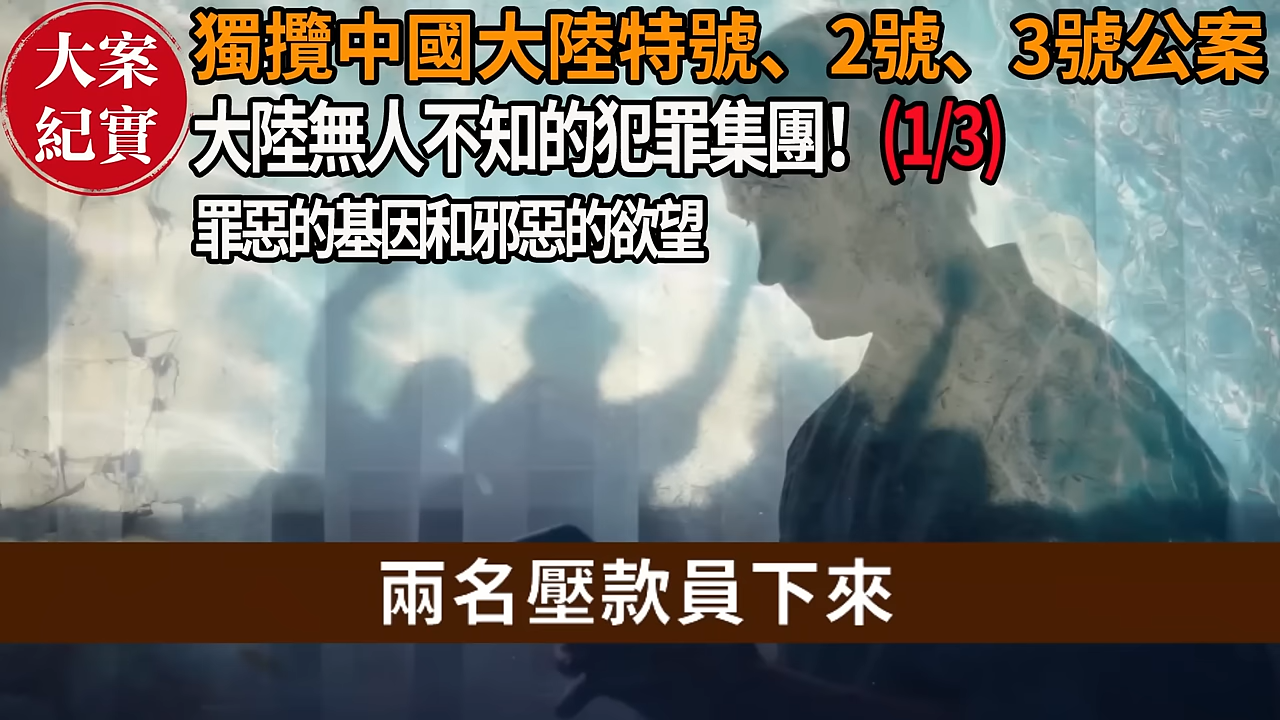 大案
紀實
獨攬中國大陸特號、2號、3號公案
大陸無人不知的犯罪集團！(1/3)
罪惡的基因和邪惡的欲望
兩名壓款員下來